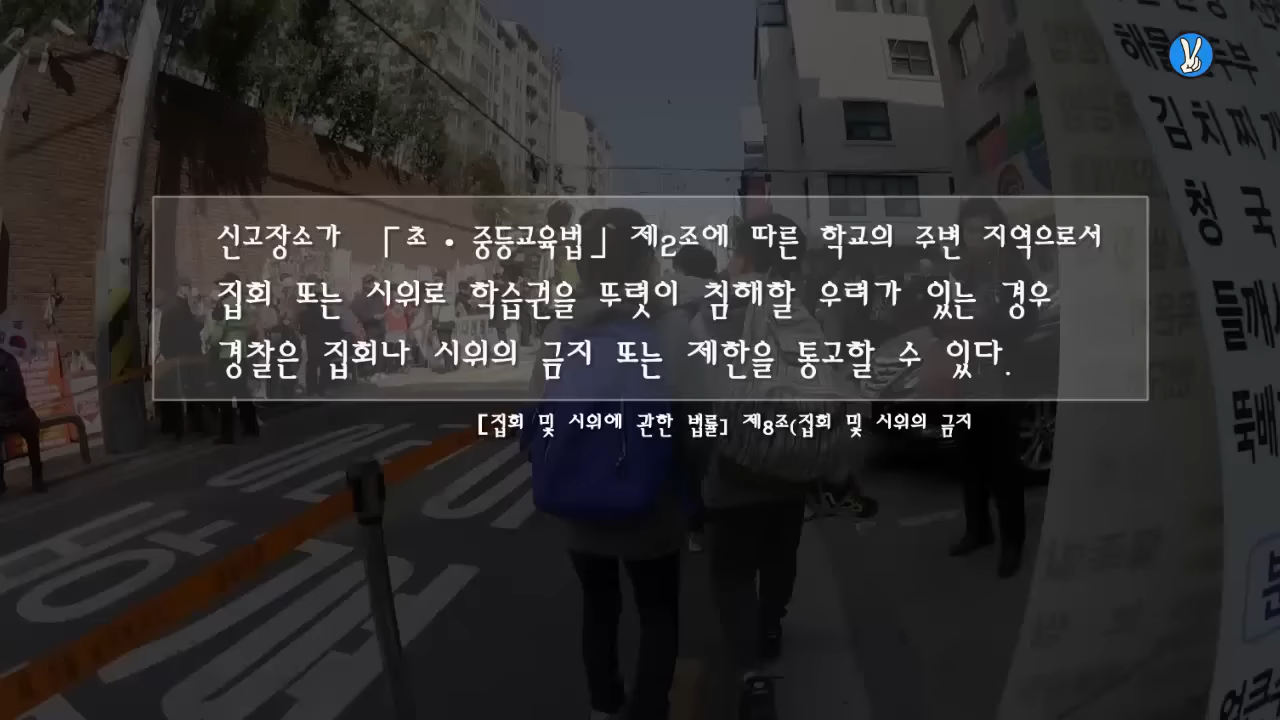 신고장소가 「초 · 중등교육법」 제2조에 따른 학교의 주변 지역으로서
집회 또는 시위로 학습권을 뚜렷이 침해할 우려가 있는 경우
경찰은 집회나 시위의 금지 또는 제한을 통고할 수 있다.
[집회 및 시위에 관한 법률] 제8조(집회 및 시위의 금지
김치찌개
청국